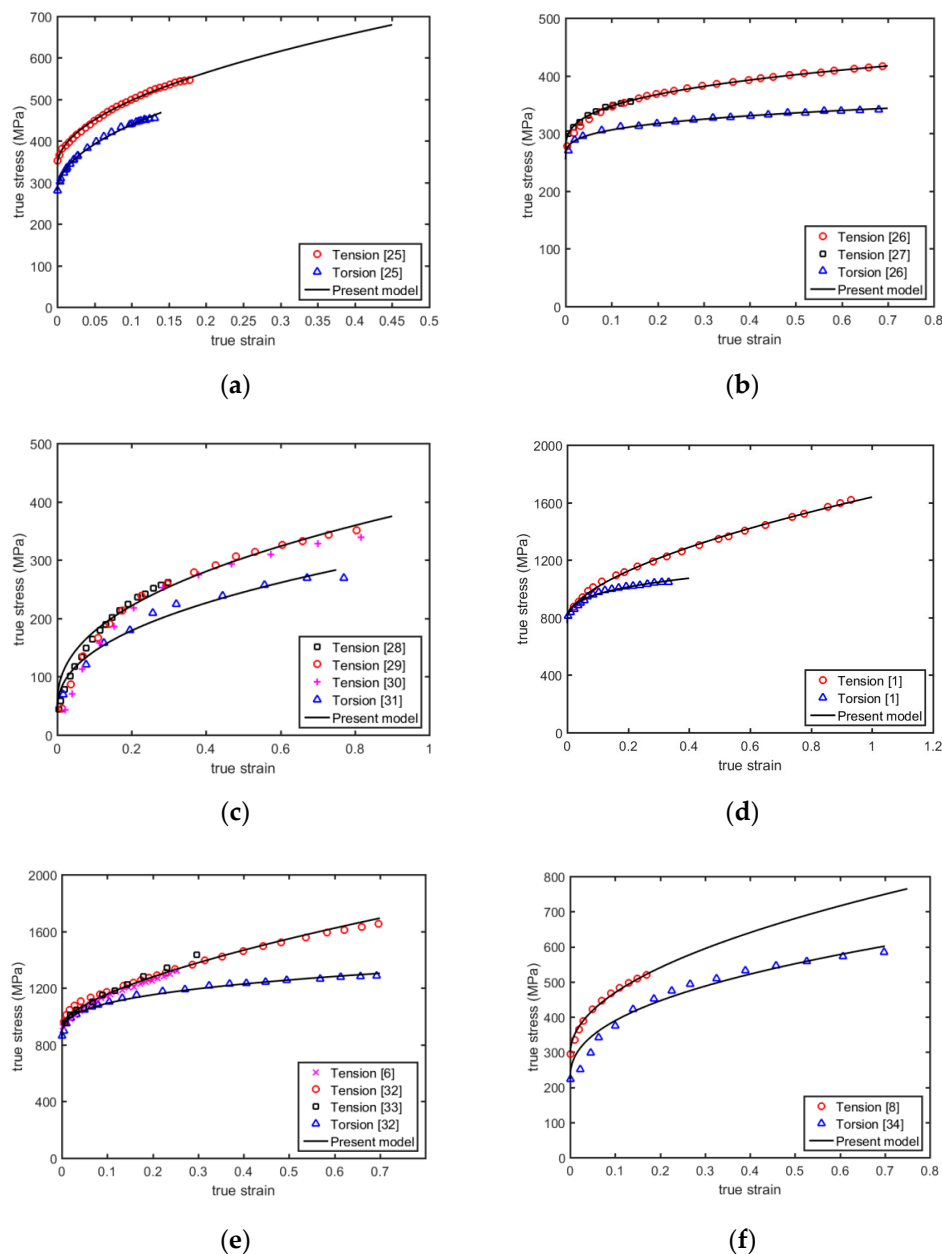 700
600
500
400
300
200
100
0
true stress (MPa)
0 0.05 0.1 0.15 0.2 0.25 0.3 0.35 0.4 0.45 0.5
true strain
Tension [25]
Torsion [25]
Present model
(a)
500
400
300
200
100
0
true stress (MPa)
0 0.1 0.2 0.3 0.4 0.5 0.6 0.7 0.8
true strain
Tension [26]
Tension [27]
Torsion [26]
Present model
(b)
500
400
300
200
100
0
true stress (MPa)
0 0.2 0.4 0.6 0.8 1
true strain
Tension [28]
Tension [29]
Tension [30]
Torsion [31]
Present model
(c)
2000
1600
1200
800
400
0
true stress (MPa)
0 0.2 0.4 0.6 0.8 1 1.2
true strain
Tension [1]
Torsion [1]
Present model
(d)
2000
1600
1200
800
400
0
true stress (MPa)
0 0.1 0.2 0.3 0.4 0.5 0.6 0.7
true strain
Tension [6]
Tension [32]
Tension [33]
Torsion [32]
Present model
(e)
800
700
600
500
400
300
200
100
0
true stress (MPa)
0 0.1 0.2 0.3 0.4 0.5 0.6 0.7 0.8
true strain
Tension [8]
Torsion [34]
Present model
(f)